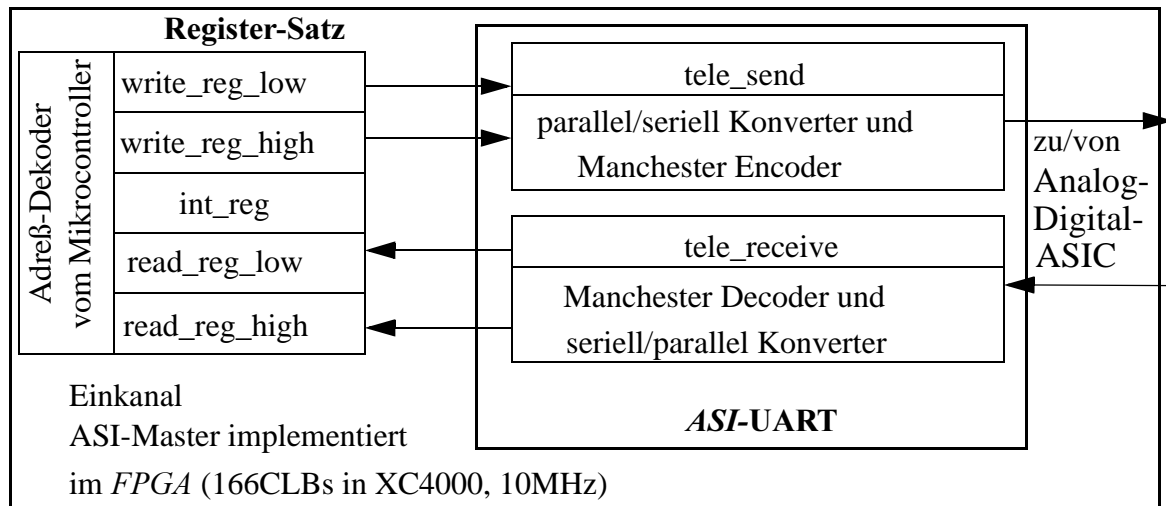 Register-Satz
Adreß-Dekoder
vom Mikrocontroller
write_reg_low
write_reg_high
int_reg
read_reg_low
read_reg_high
tele_send
parallel/seriell Konverter und
Manchester Encoder
tele_receive
Manchester Decoder und
seriell/parallel Konverter
ASI-UART
zu/von
Analog-
Digital-
ASIC
Einkanal
ASI-Master implementiert
im FPGA (166CLBs in XC4000, 10MHz)